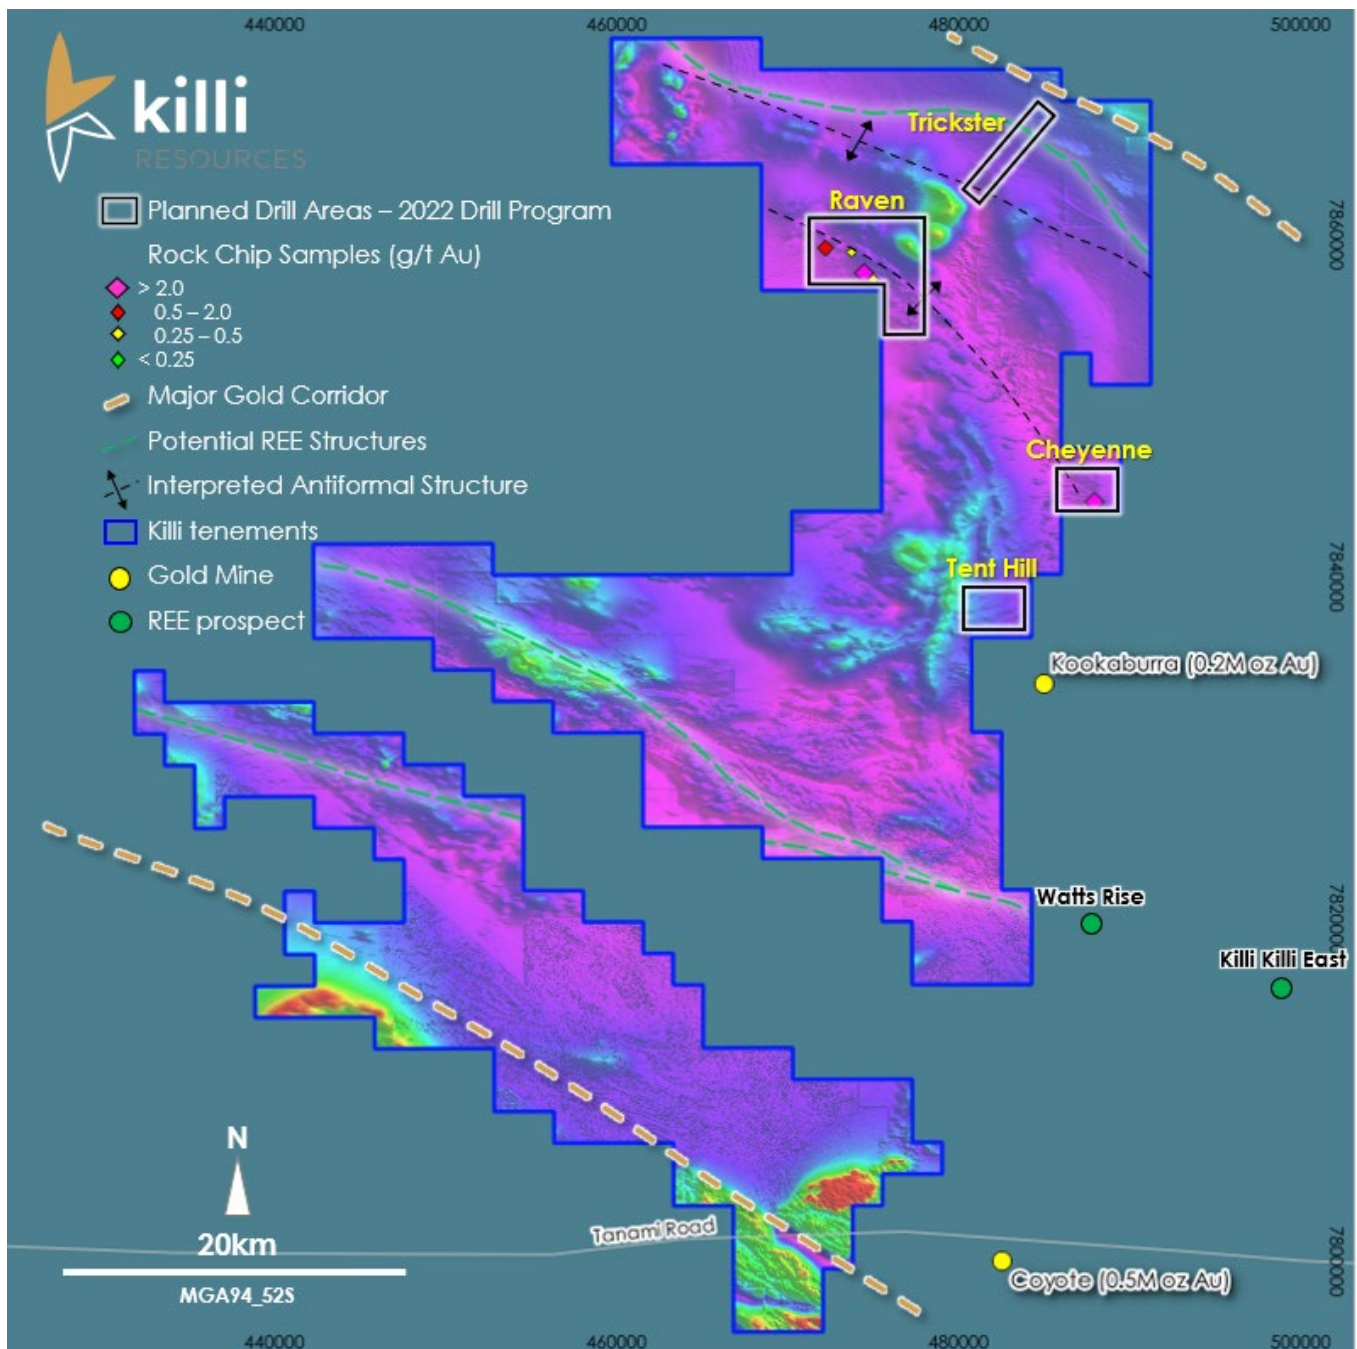 440000
460000
480000
500000
killi
RESOURCES
Planned Drill Areas – 2022 Drill Program
Rock Chip Samples (g/t Au)
> 2.0
0.5 – 2.0
0.25 – 0.5
< 0.25
Major Gold Corridor
Potential REE Structures
Interpreted Antiformal Structure
Killi tenements
Gold Mine
REE prospect
Trickster
Raven
7860000
Cheyenne
Tent Hill
7840000
Kookaburra (0.2M oz Au)
Watts Rise
7820000
Killi Killi East
N
20km
MGA94_52S
Tanami Road
Coyote (0.5M oz Au)
7800000
440000
460000
480000
500000